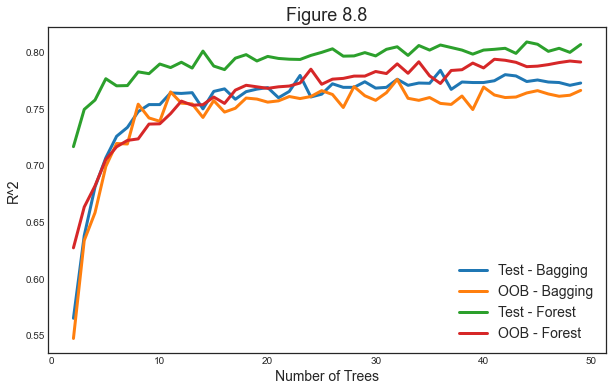 Figure 8.8
R^2
0.80
0.75
0.70
0.65
0.60
0.55
Test - Bagging
OOB - Bagging
Test - Forest
OOB - Forest
0 10 20 30 40 50
Number of Trees